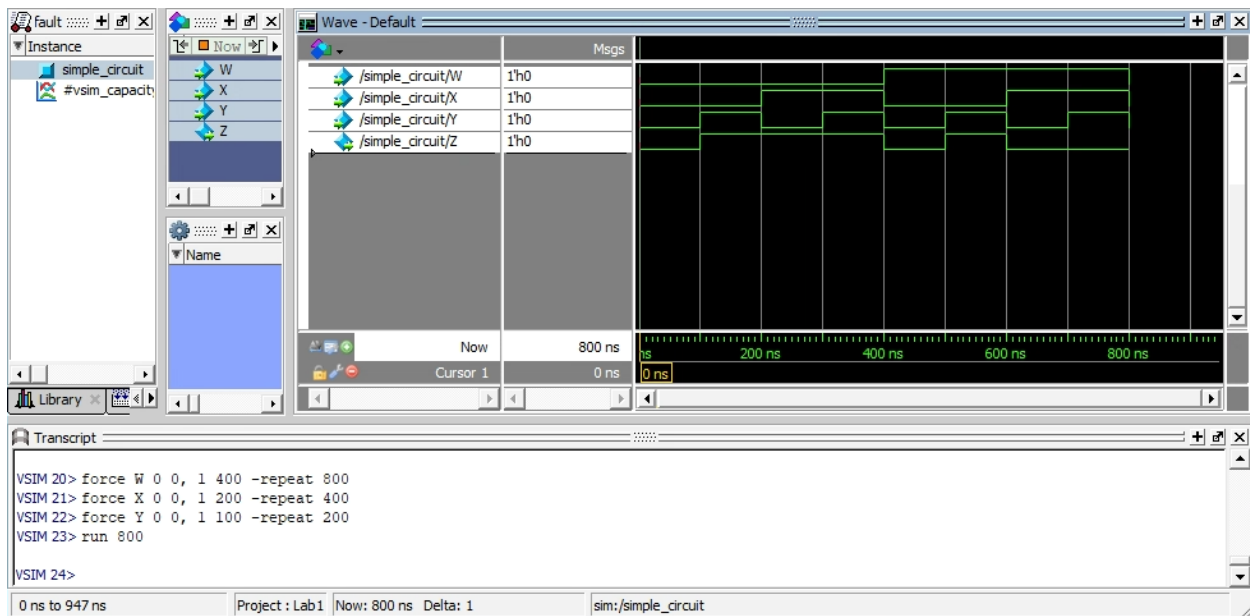 fault
Now
Wave - Default
Instance
Msgs
simple_circuit
#vsim_capacity
W
X
Y
Z
/simple_circuit/W 1'h0
/simple_circuit/X 1'h0
/simple_circuit/Y 1'h0
/simple_circuit/Z 1'h0
Name
Now 800 ns
ns 200 ns 400 ns 600 ns 800 ns
Cursor 1 0 ns 0 ns
Library
Transcript
VSIM 20> force W 0 0, 1 400 -repeat 800
VSIM 21> force X 0 0, 1 200 -repeat 400
VSIM 22> force Y 0 0, 1 100 -repeat 200
VSIM 23> run 800
VSIM 24>
0 ns to 947 ns Project : Lab1 Now: 800 ns Delta: 1 sim:/simple_circuit